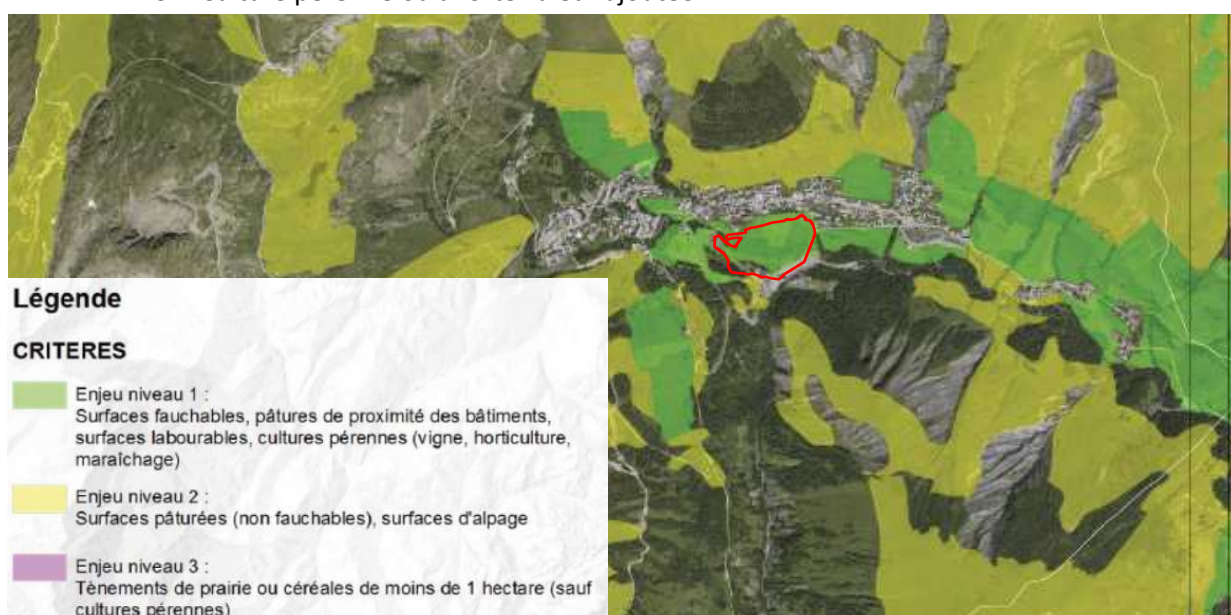 Légende
CRITERES
Enjeu niveau 1 :
Surfaces fauchables, pâtures de proximité des bâtiments,
surfaces labourables, cultures pérennes (vigne, horticulture,
maraîchage)
Enjeu niveau 2 :
Surfaces pâturées (non fauchables), surfaces d'alpage
Enjeu niveau 3 :
Tènements de prairie ou céréales de moins de 1 hectare (sauf
cultures pérennes)